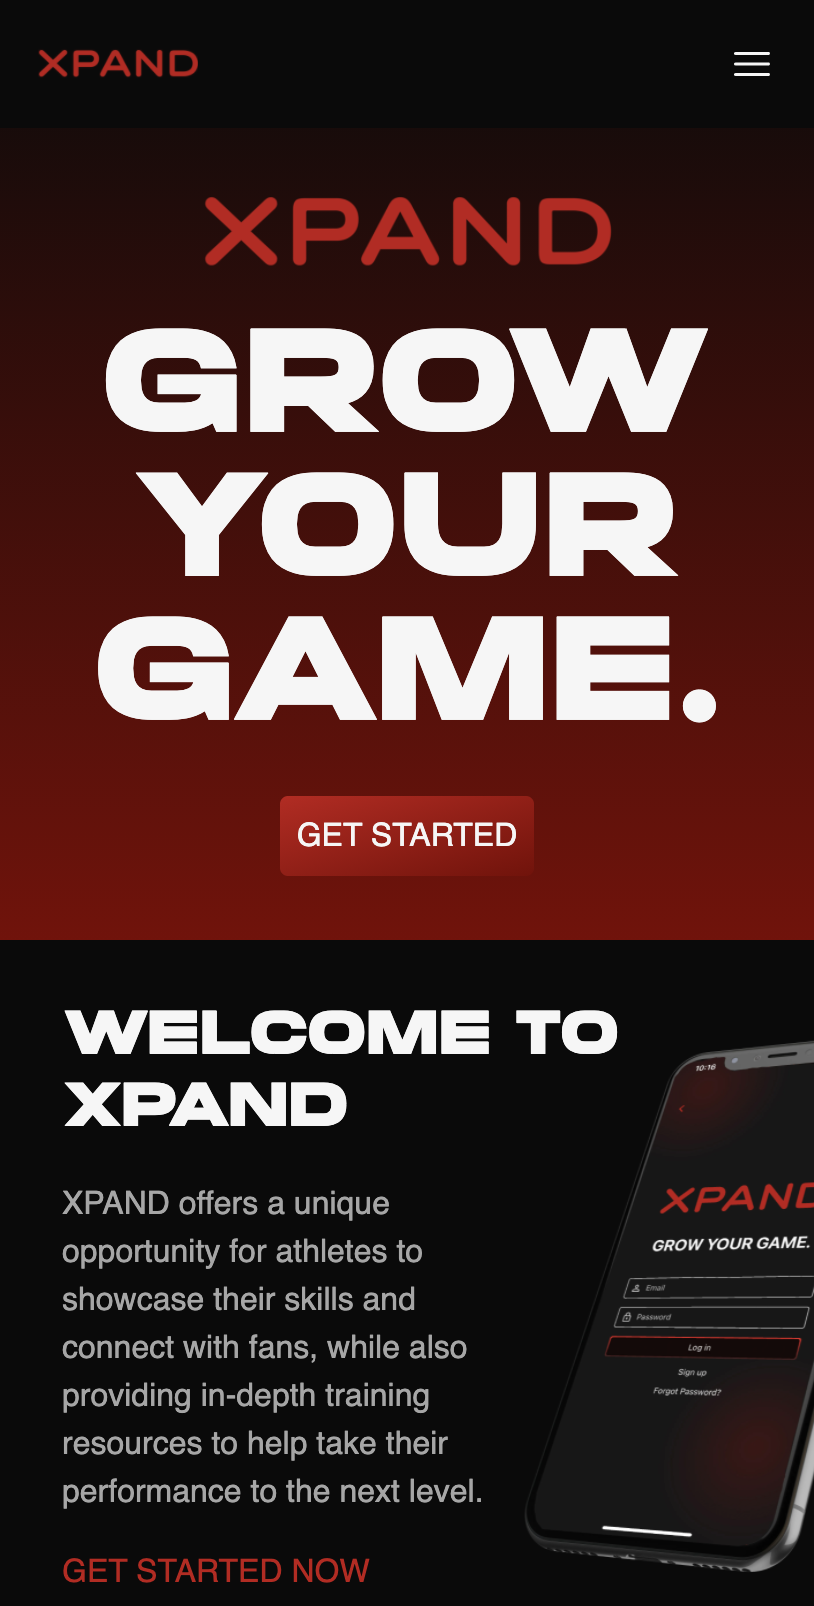 XPAND
XPAND
GROW
YOUR
GAME.
GET STARTED
WELCOME TO
XPAND
XPAND offers a unique
opportunity for athletes to
showcase their skills and
connect with fans, while also
providing in-depth training
resources to help take their
performance to the next level.
GET STARTED NOW
10:16
XPAND
GROW YOUR GAME.
Email
Password
Log in
Sign up
Forgot Password?